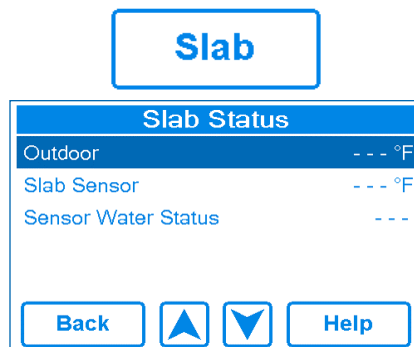 Slab
Slab Status
Outdoor - - - °F
Slab Sensor - - - °F
Sensor Water Status - - -
Back Help